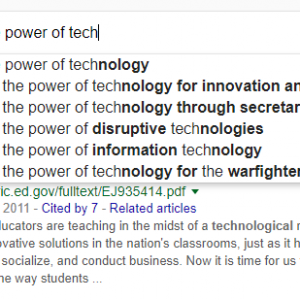 power of tech
power of technology
the power of technology for innovation an
the power of technology through secretar
the power of disruptive technologies
the power of information technology
the power of technology for the warfighte
ic.ed.gov/fulltext/EJ935414.pdf
2011 - Cited by 7 - Related articles
ducators are teaching in the midst of a technological r
ovative solutions in the nation's classrooms, just as it h
socialize, and conduct business. Now it is time for us
he way students ...